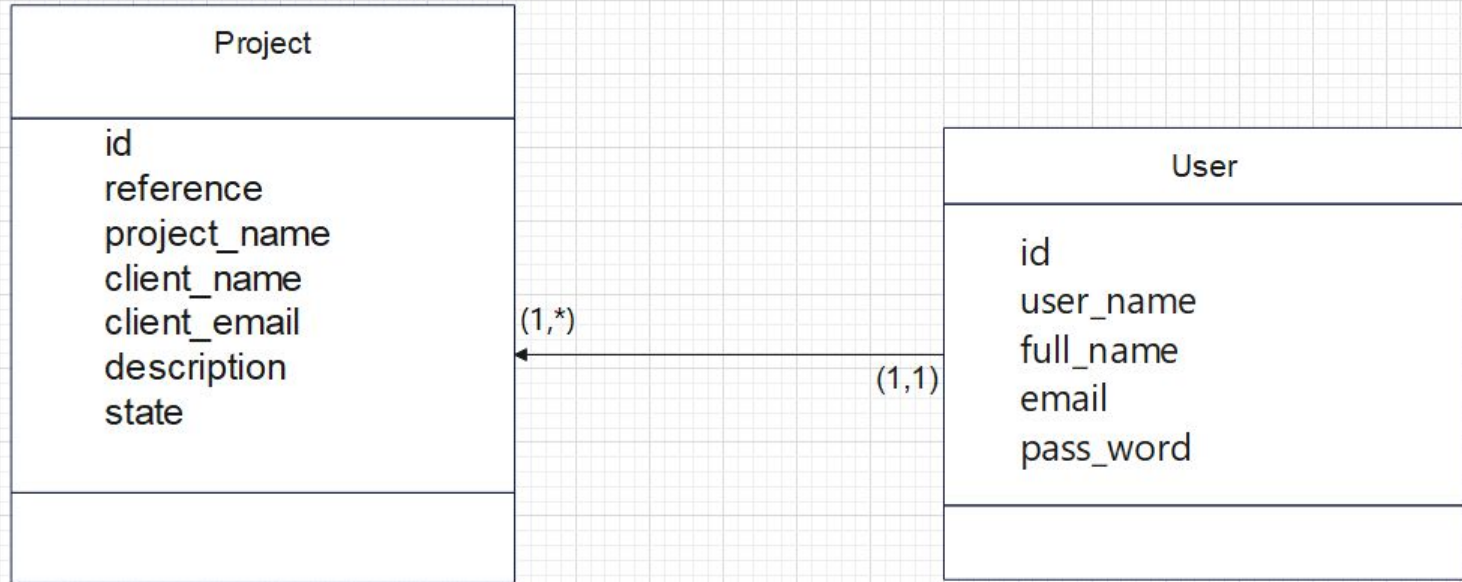 Project
id
reference
project_name
client_name
client_email
description
state
(1,*)
(1,1)
User
id
user_name
full_name
email
pass_word